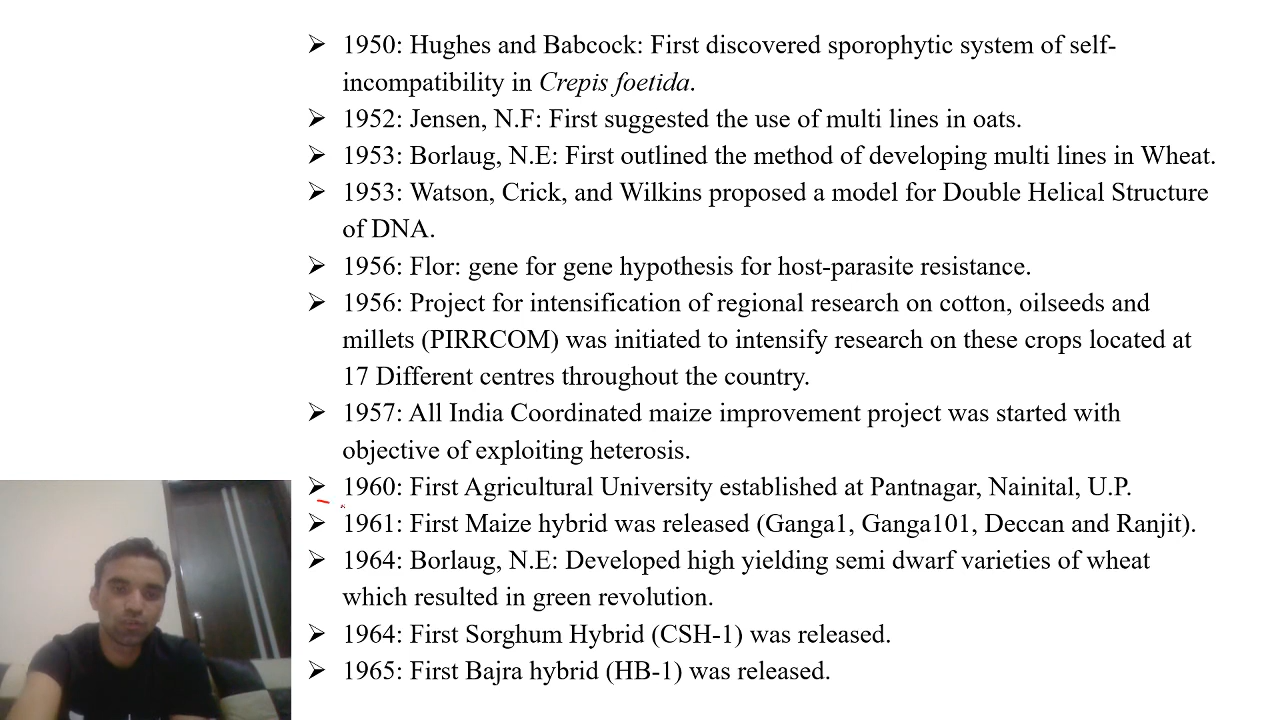 ➢ 1950: Hughes and Babcock: First discovered sporophytic system of self-
incompatibility in Crepis foetida.
➢ 1952: Jensen, N.F: First suggested the use of multi lines in oats.
➢ 1953: Borlaug, N.E: First outlined the method of developing multi lines in Wheat.
➢ 1953: Watson, Crick, and Wilkins proposed a model for Double Helical Structure
of DNA.
➢ 1956: Flor: gene for gene hypothesis for host-parasite resistance.
➢ 1956: Project for intensification of regional research on cotton, oilseeds and
millets (PIRRCOM) was initiated to intensify research on these crops located at
17 Different centres throughout the country.
➢ 1957: All India Coordinated maize improvement project was started with
objective of exploiting heterosis.
➢ 1960: First Agricultural University established at Pantnagar, Nainital, U.P.
➢ 1961: First Maize hybrid was released (Ganga1, Ganga101, Deccan and Ranjit).
➢ 1964: Borlaug, N.E: Developed high yielding semi dwarf varieties of wheat
which resulted in green revolution.
➢ 1964: First Sorghum Hybrid (CSH-1) was released.
➢ 1965: First Bajra hybrid (HB-1) was released.